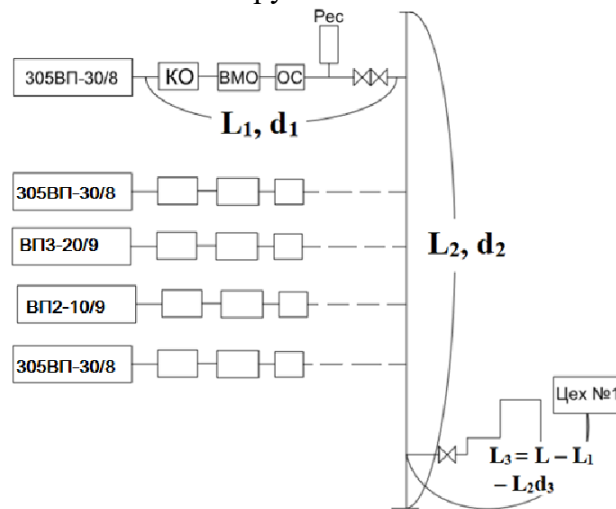 Рес
305ВП-30/8 КО ВМО ОС
L₁, d₁
305ВП-30/8
ВП3-20/9
L₂, d₂
ВП2-10/9
305ВП-30/8
Цех №1
L₃ = L – L₁
– L₂d₃